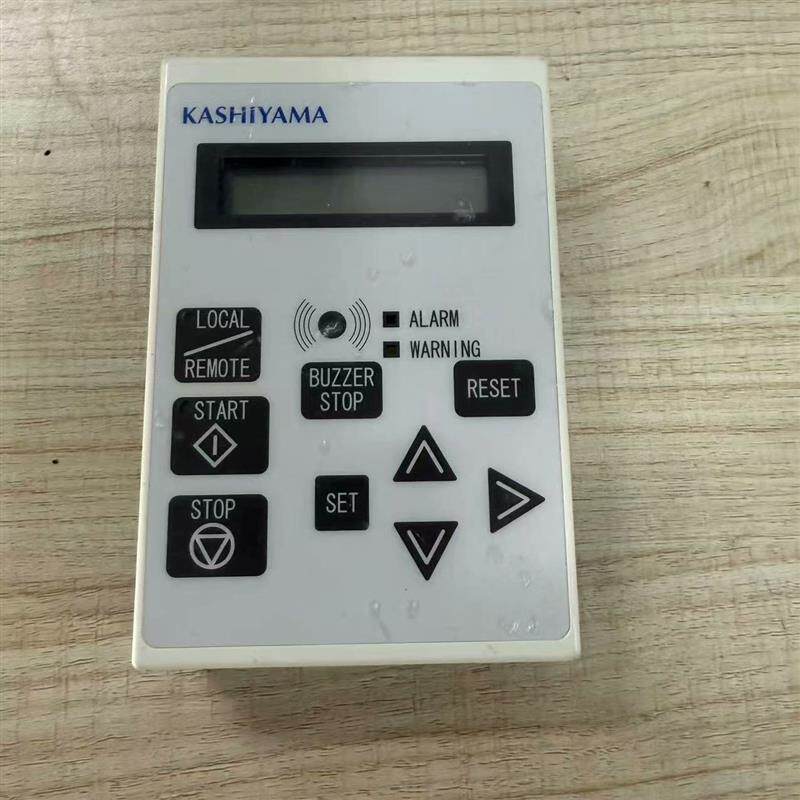 KASHiYAMA
LOCAL
REMOTE
ALARM
WARNING
BUZZER
STOP
RESET
START
SET
STOP